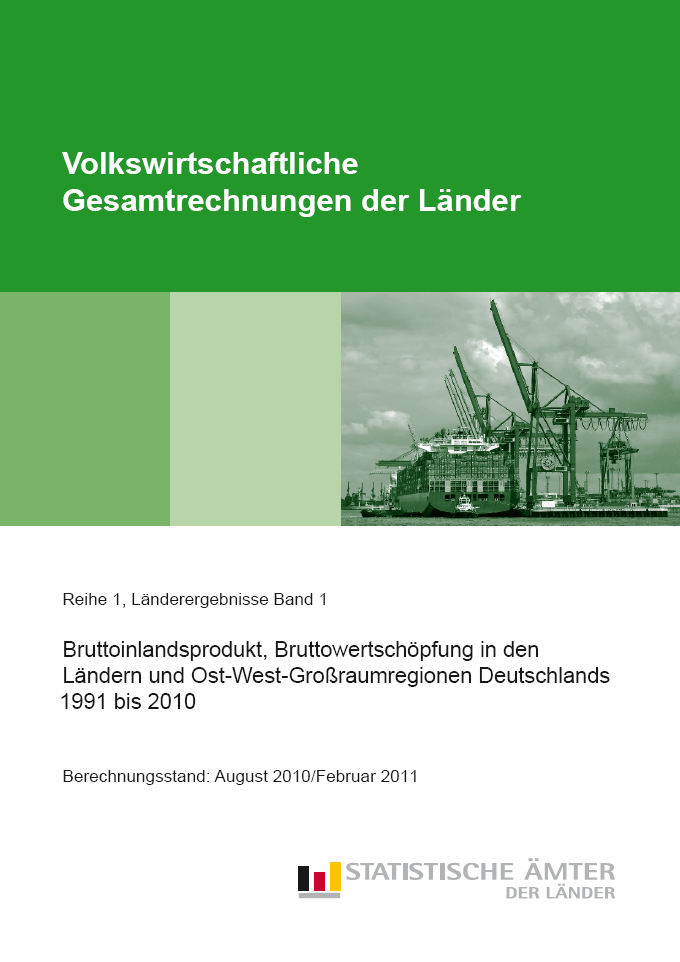 Volkswirtschaftliche
Gesamtrechnungen der Länder
Reihe 1, Länderergebnisse Band 1
Bruttoinlandsprodukt, Bruttowertschöpfung in den
Ländern und Ost-West-Großraumregionen Deutschlands
1991 bis 2010
Berechnungsstand: August 2010/Februar 2011
STATISTISCHE ÄMTER
DER LÄNDER